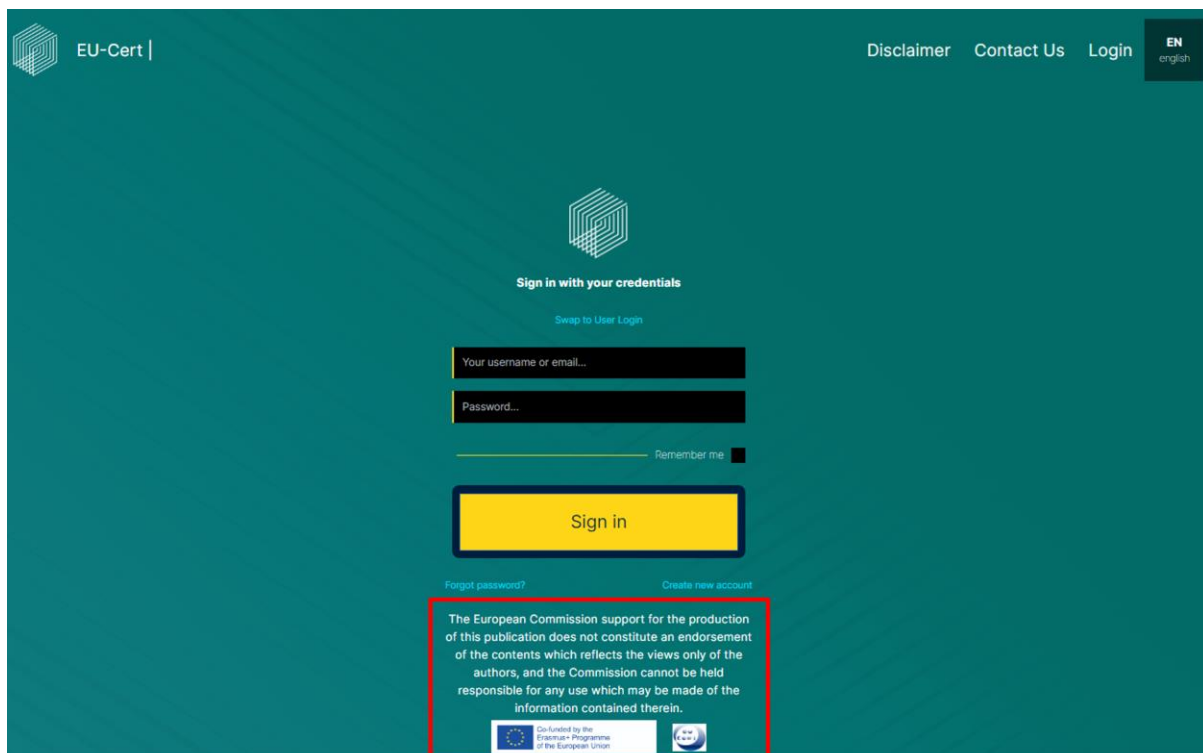 EU-Cert |
Disclaimer
Contact Us
Login
EN
english
Sign in with your credentials
Swap to User Login
Your username or email...
Password...
Remember me
Sign in
Forgot password?
Create new account
The European Commission support for the production
of this publication does not constitute an endorsement
of the contents which reflects the views only of the
authors, and the Commission cannot be held
responsible for any use which may be made of the
information contained therein.
Co-funded by the
Erasmus+ Programme
of the European Union